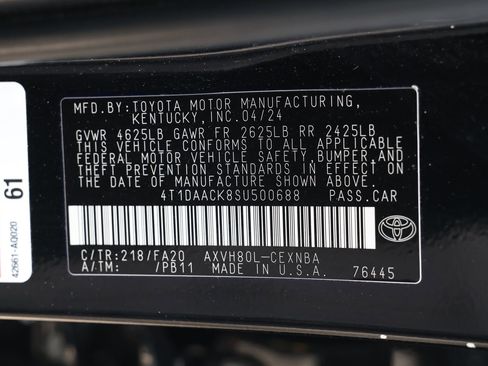 MFD.BY:TOYOTA MOTOR MANUFACTURING,
KENTUCKY,INC.04/24
GVWR 4625LB GAWR FR 2625LB RR 2425LB
THIS VEHICLE CONFORMS TO ALL APPLICABLE
FEDERAL MOTOR VEHICLE SAFETY,BUMPER,AND
THEFT PREVENTION STANDARDS IN EFFECT
ON THE DATE OF MANUFACTURE SHOWN ABOVE.
4T1DAACK8SU500688 PASS.CAR
C/TR:218/FA20 AXVH80L-CEXNBA
A/TM: /PB11 MADE IN U.S.A. 76445
TOYOTA
61
42661-A0020